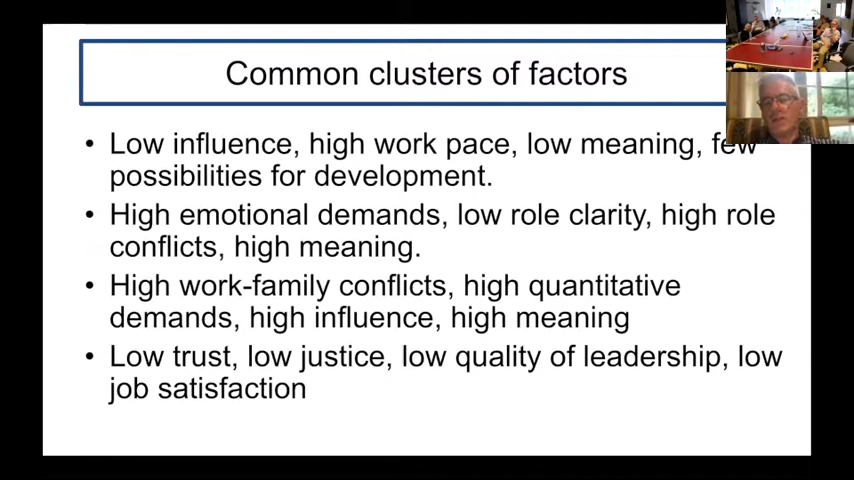 Common clusters of factors
• Low influence, high work pace, low meaning, few
possibilities for development.
• High emotional demands, low role clarity, high role
conflicts, high meaning.
• High work-family conflicts, high quantitative
demands, high influence, high meaning
• Low trust, low justice, low quality of leadership, low
job satisfaction